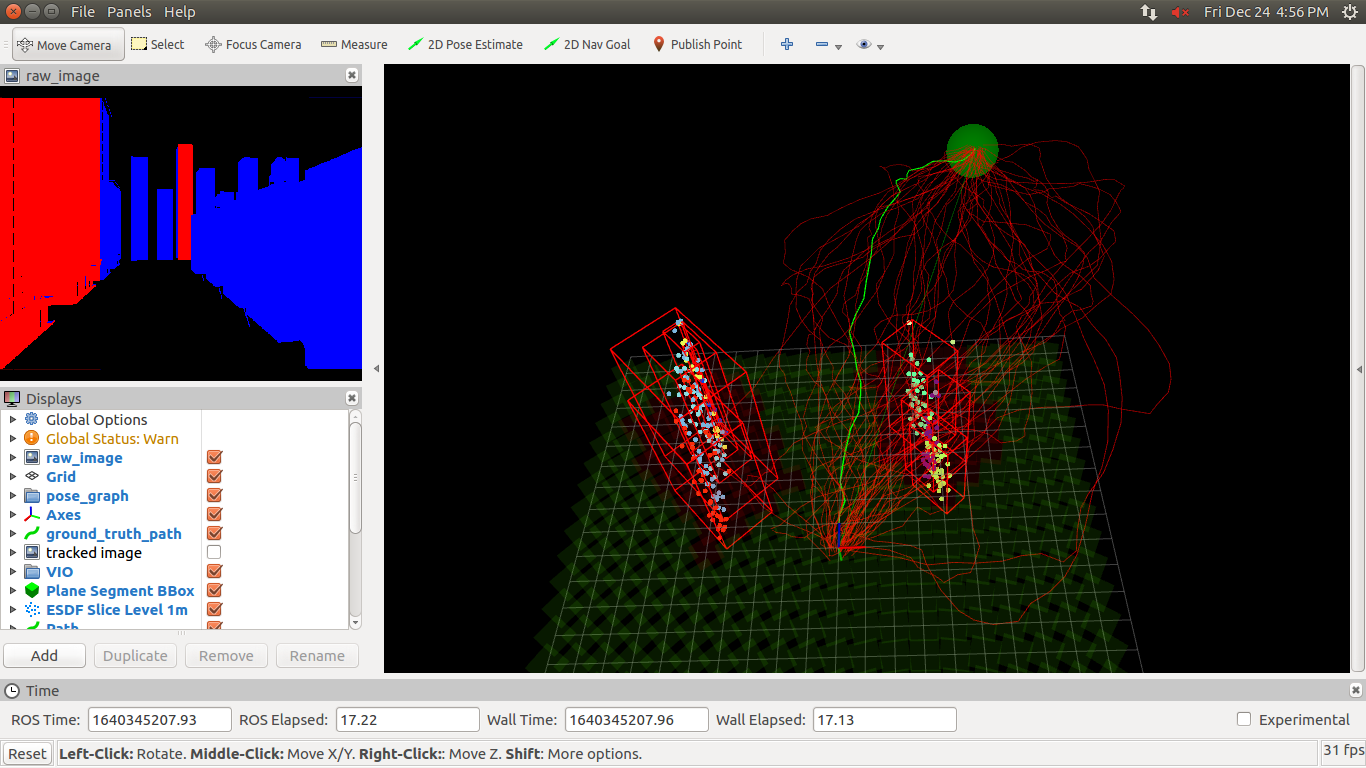 File Panels Help Fri Dec 24 4:56 PM
Move Camera Select Focus Camera Measure 2D Pose Estimate 2D Nav Goal Publish Point
raw_image
Displays
Global Options
Global Status: Warn
raw_image
Grid
pose_graph
Axes
ground_truth_path
tracked image
VIO
Plane Segment BBox
ESDF Slice Level 1m
Path
Add Duplicate Remove Rename
Time
ROS Time: 1640345207.93 ROS Elapsed: 17.22 Wall Time: 1640345207.96 Wall Elapsed: 17.13 Experimental
Reset Left-Click: Rotate. Middle-Click: Move X/Y. Right-Click:: Move Z. Shift: More options. 31 fps